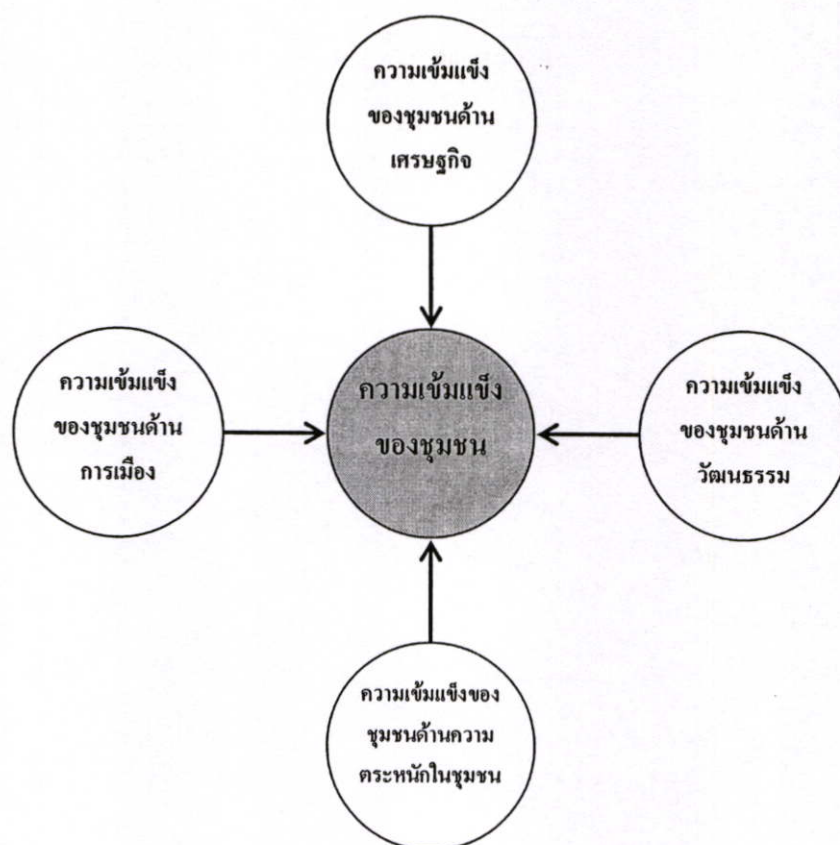 ความเข้มแข็ง
ของชุมชนด้าน
เศรษฐกิจ
ความเข้มแข็ง
ของชุมชนด้าน
การเมือง
ความเข้มแข็ง
ของชุมชน
ความเข้มแข็ง
ของชุมชนด้าน
วัฒนธรรม
ความเข้มแข็งของ
ชุมชนด้านความ
ตระหนักในชุมชน